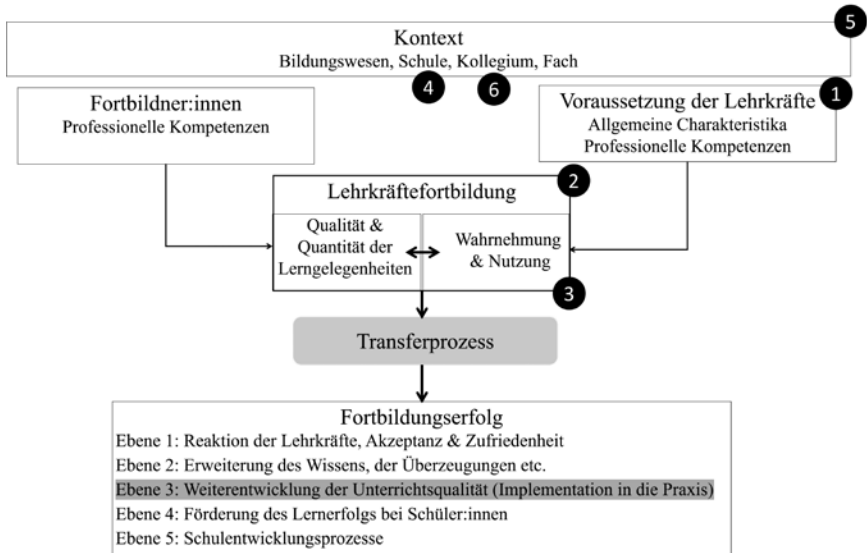 5
Kontext
Bildungswesen, Schule, Kollegium, Fach
4
6
1
Fortbildner:innen
Professionelle Kompetenzen
Voraussetzung der Lehrkräfte
Allgemeine Charakteristika
Professionelle Kompetenzen
2
Lehrkräftefortbildung
Qualität &
Quantität der
Lerngelegenheiten
Wahrnehmung
& Nutzung
3
Transferprozess
Fortbildungserfolg
Ebene 1: Reaktion der Lehrkräfte, Akzeptanz & Zufriedenheit
Ebene 2: Erweiterung des Wissens, der Überzeugungen etc.
Ebene 3: Weiterentwicklung der Unterrichtsqualität (Implementation in die Praxis)
Ebene 4: Förderung des Lernerfolgs bei Schüler:innen
Ebene 5: Schulentwicklungsprozesse